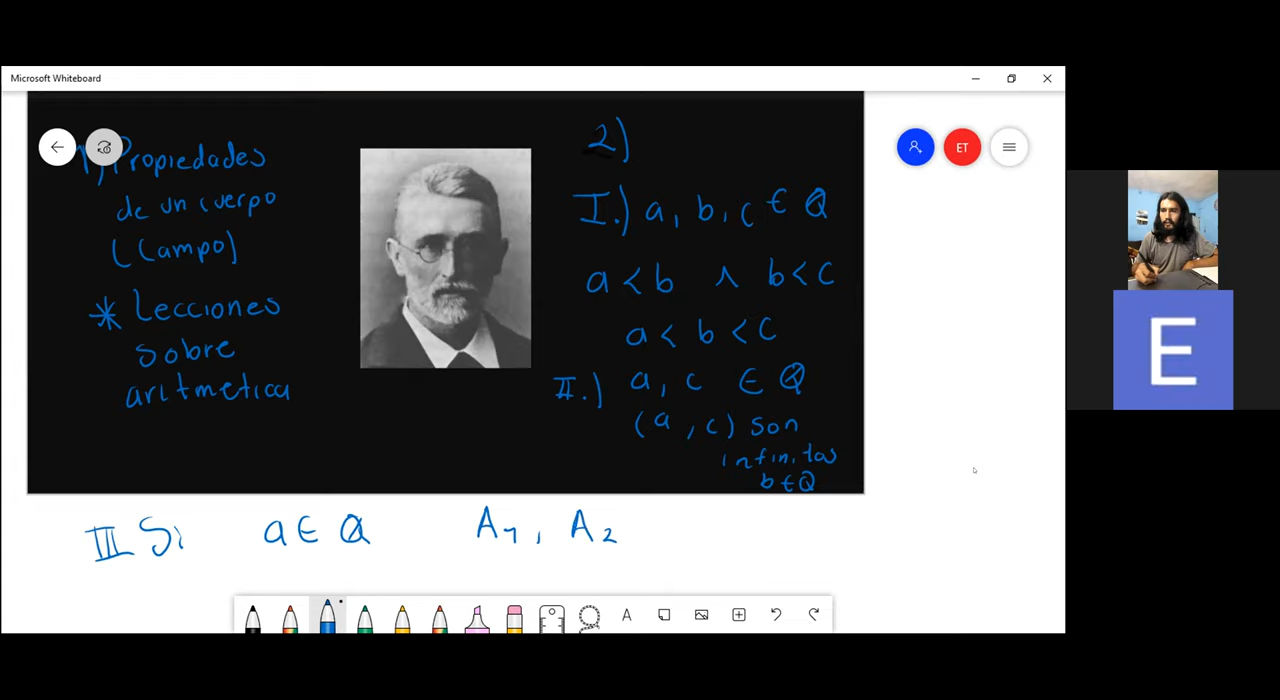 Microsoft Whiteboard
1) Propiedades
de un cuerpo
(Campo)
* Lecciones
sobre
aritmetica
2)
I.) a, b, c ∈ Q
a < b ∧ b < c
a < b < c
II.) a, c ∈ Q
(a, c) son
infinitas
b ∈ Q
III Si a ∈ Q A₁, A₂
ET
E
A